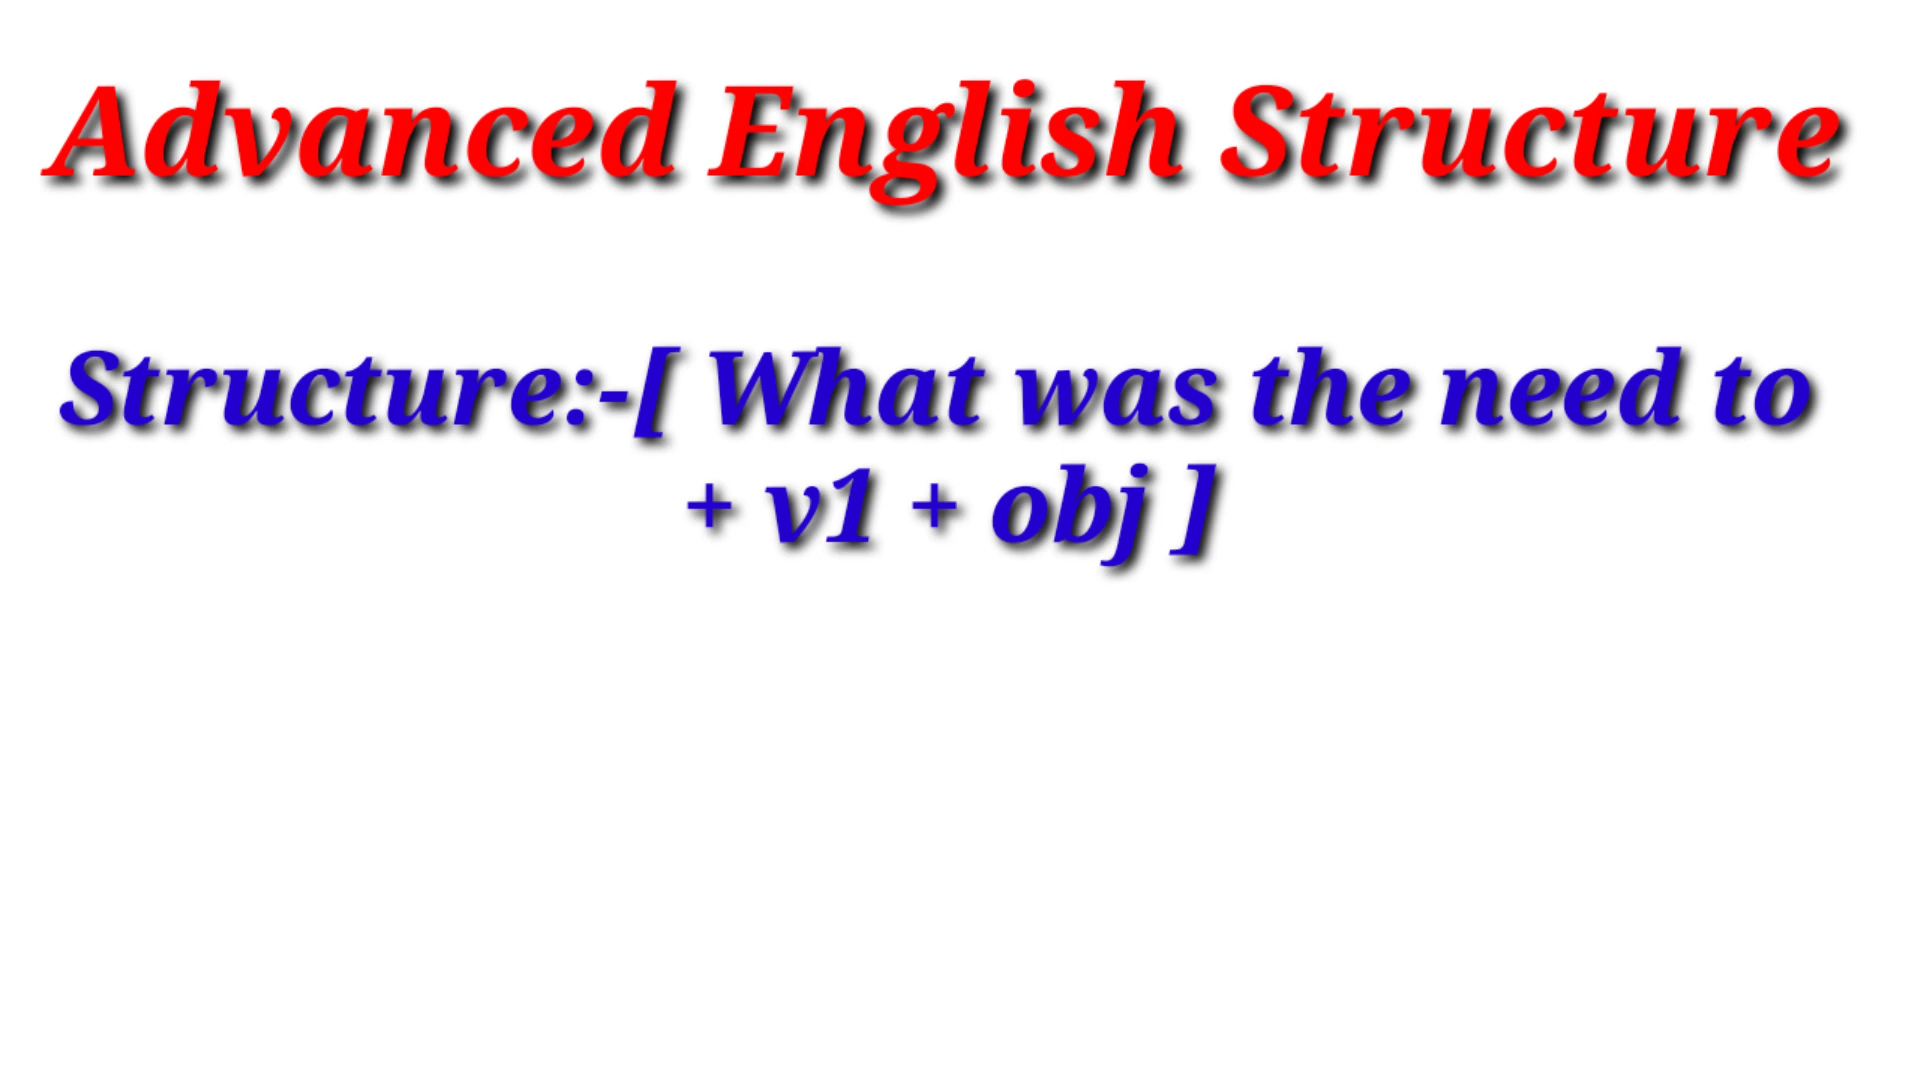 Advanced English Structure
Structure:-[ What was the need to
+ v1 + obj ]